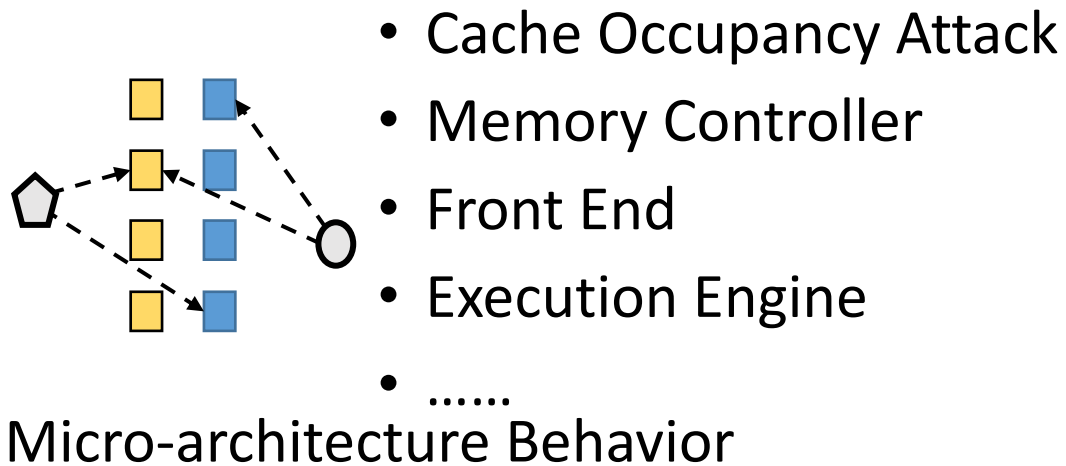 • Cache Occupancy Attack
• Memory Controller
• Front End
• Execution Engine
• ......
Micro-architecture Behavior